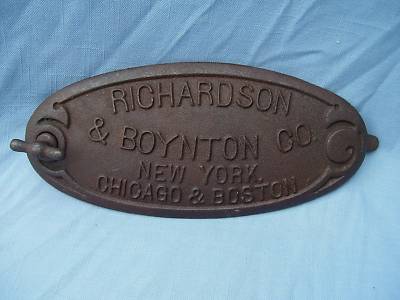 RICHARDSON
& BOYNTON CO
NEW YORK.
CHICAGO & BOSTON